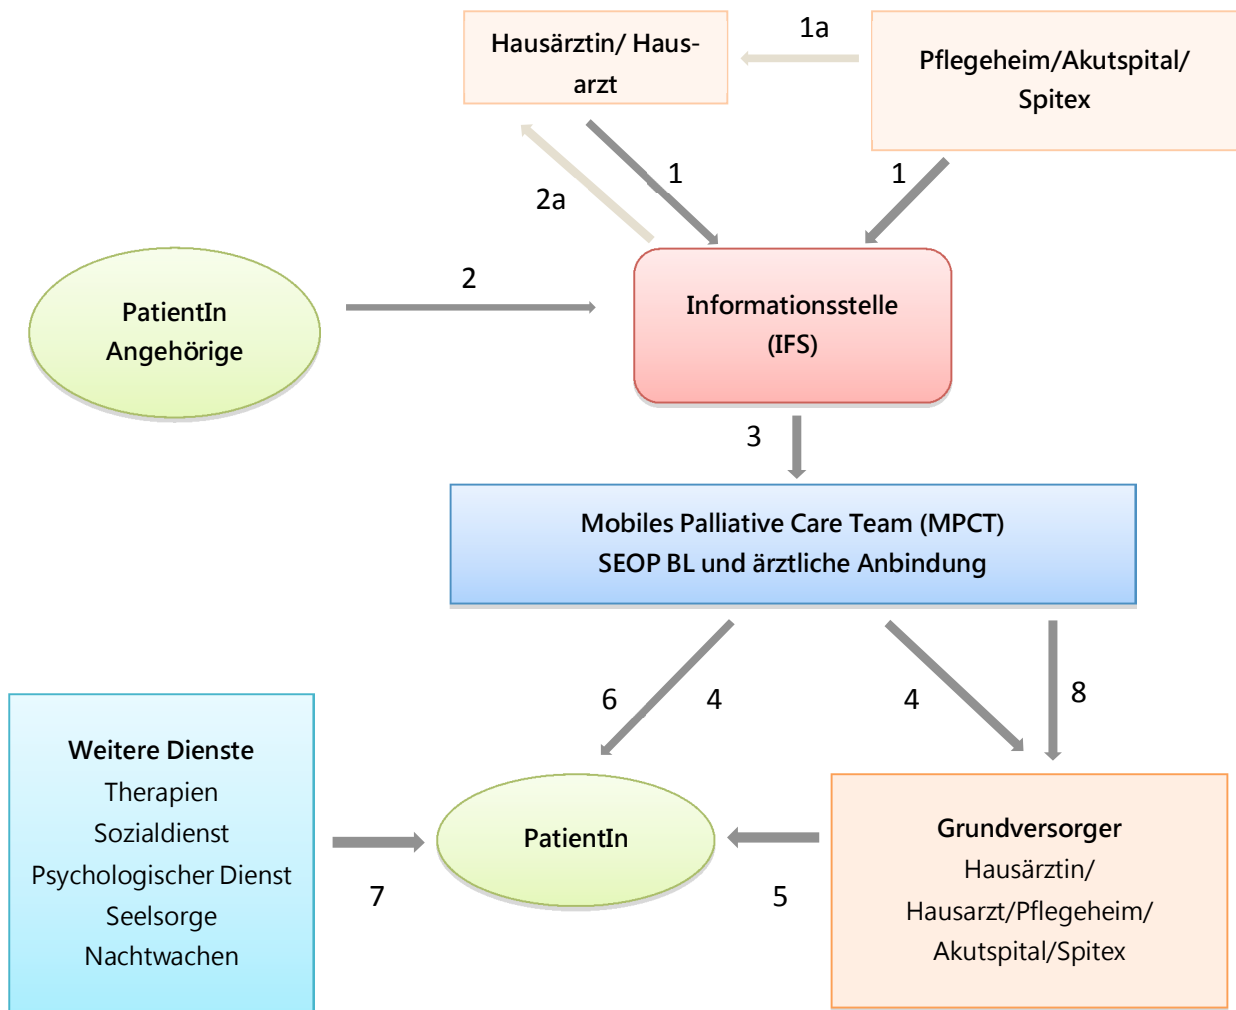 Hausärztin/ Haus-
arzt
1a
Pflegeheim/Akutspital/
Spitex
1
1
2a
2
PatientIn
Angehörige
Informationsstelle
(IFS)
3
Mobiles Palliative Care Team (MPCT)
SEOP BL und ärztliche Anbindung
6
4
4
8
Weitere Dienste
Therapien
Sozialdienst
Psychologischer Dienst
Seelsorge
Nachtwachen
7
PatientIn
5
Grundversorger
Hausärztin/
Hausarzt/Pflegeheim/
Akutspital/Spitex